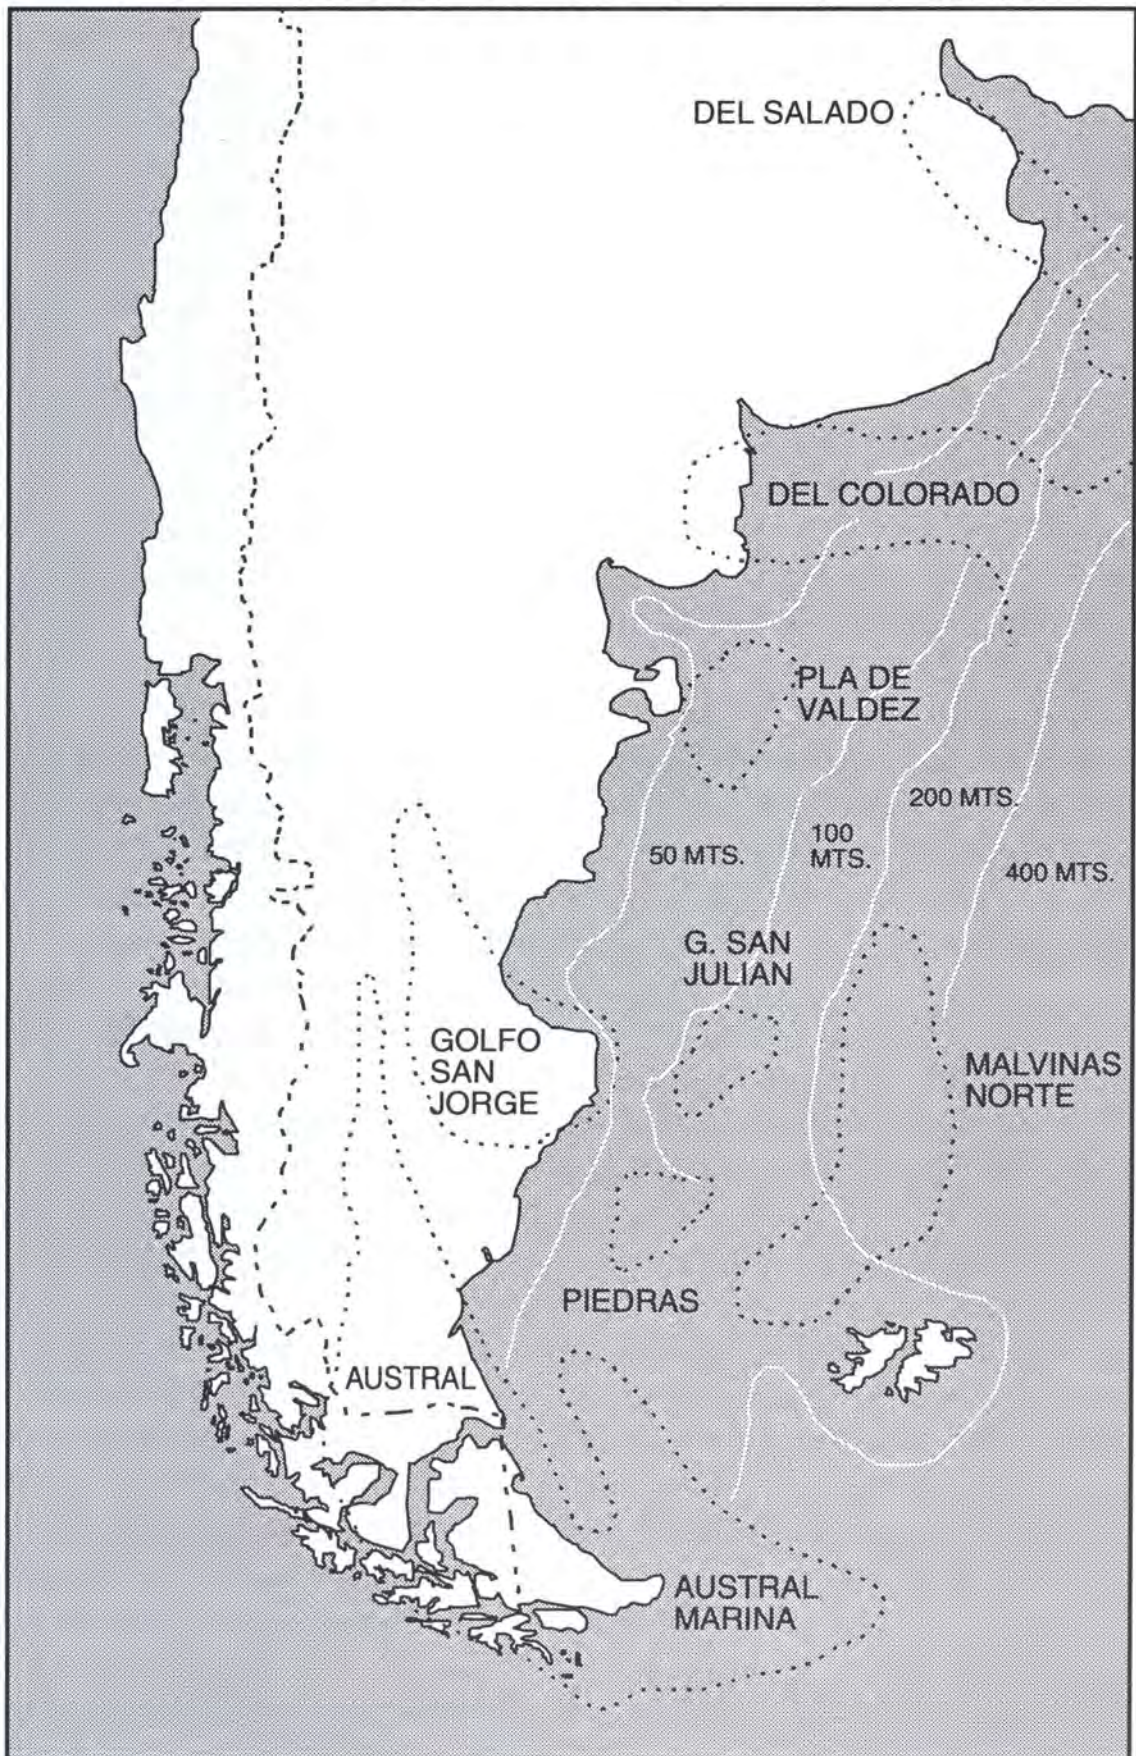 DEL SALADO
DEL COLORADO
PLA DE
VALDEZ
200 MTS.
50 MTS.
100
MTS.
400 MTS.
G. SAN
JULIAN
GOLFO
SAN
JORGE
MALVINAS
NORTE
PIEDRAS
AUSTRAL
AUSTRAL
MARINA